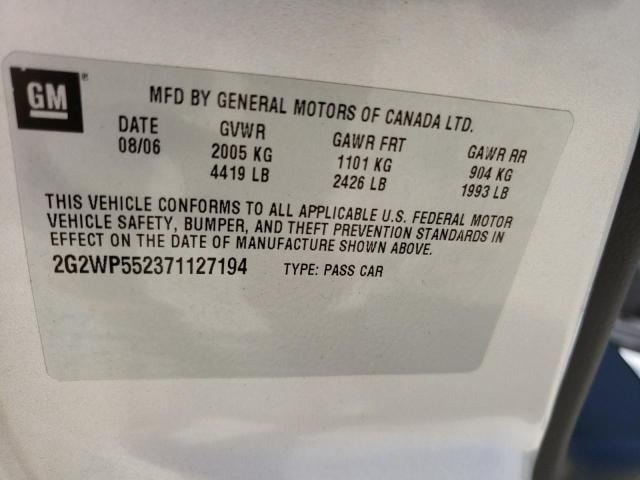 GM ®
MFD BY GENERAL MOTORS OF CANADA LTD.
DATE GVWR GAWR FRT GAWR RR
08/06 2005 KG 1101 KG 904 KG
4419 LB 2426 LB 1993 LB
THIS VEHICLE CONFORMS TO ALL APPLICABLE U.S. FEDERAL MOTOR
VEHICLE SAFETY, BUMPER, AND THEFT PREVENTION STANDARDS IN
EFFECT ON THE DATE OF MANUFACTURE SHOWN ABOVE.
2G2WP552371127194 TYPE: PASS CAR